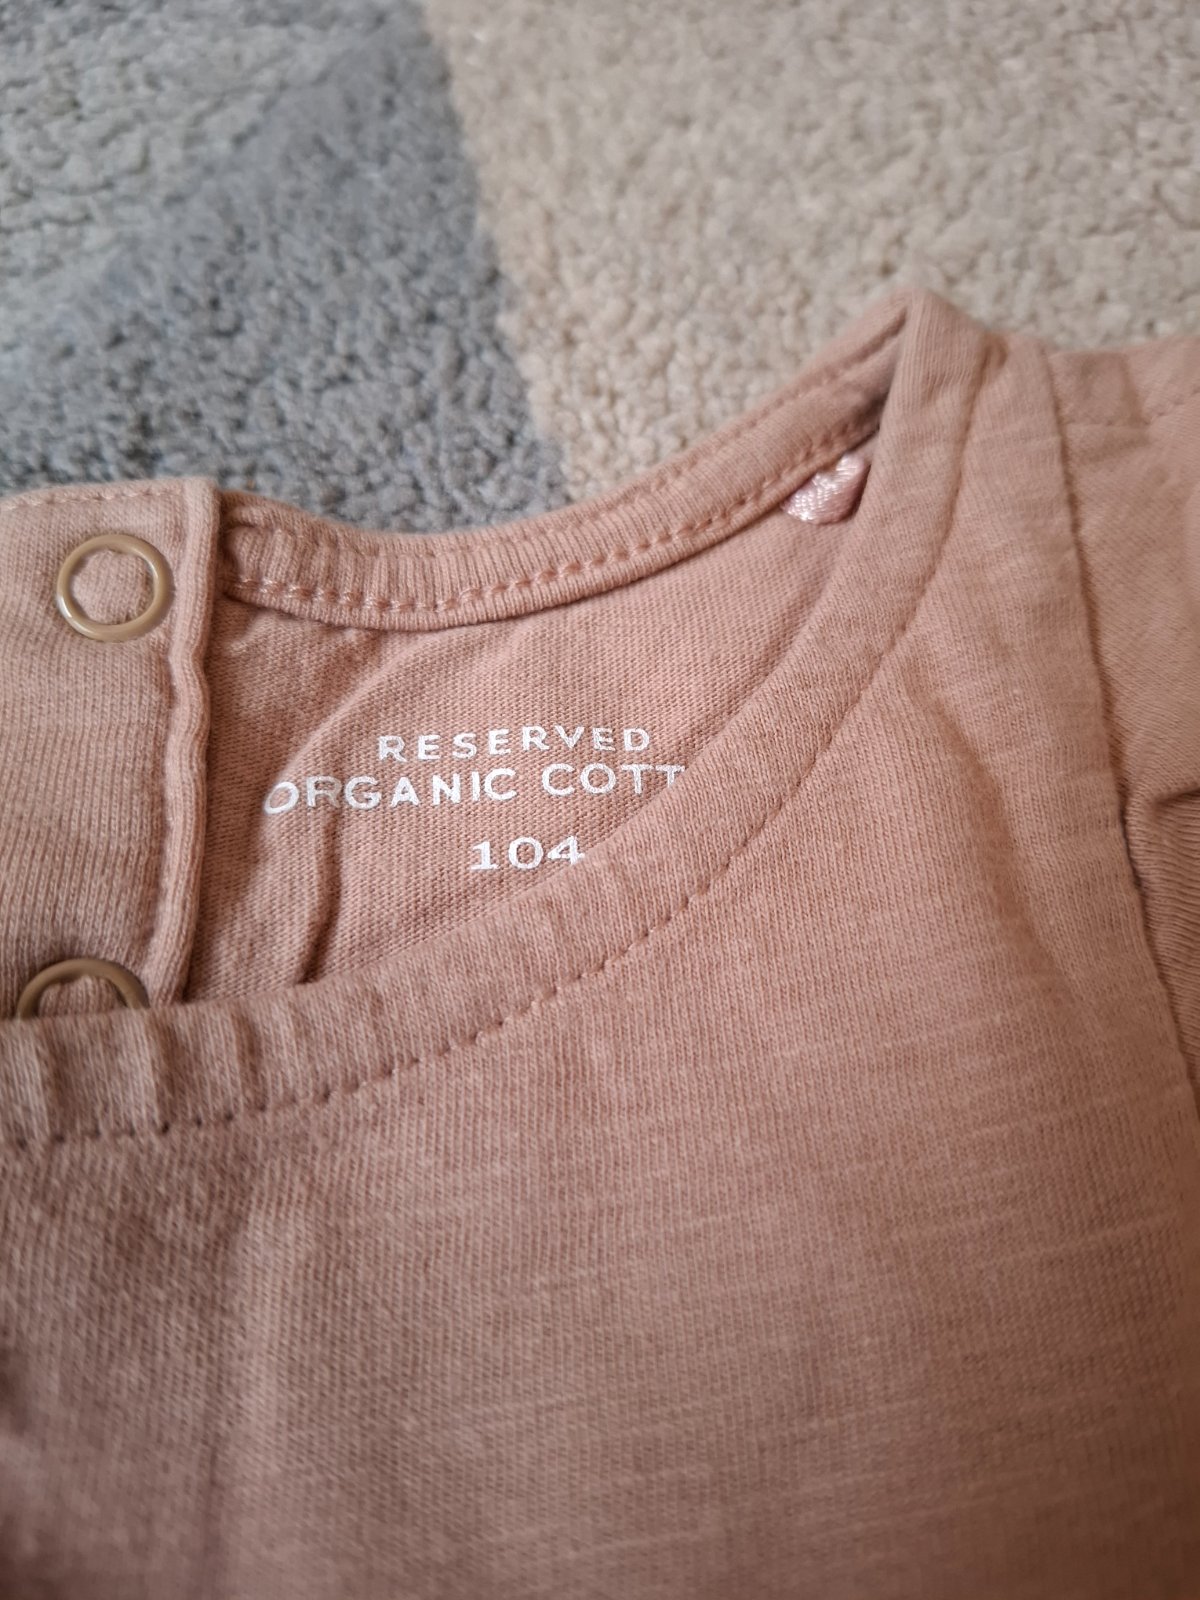 RESERVED
ORGANIC COTT
104